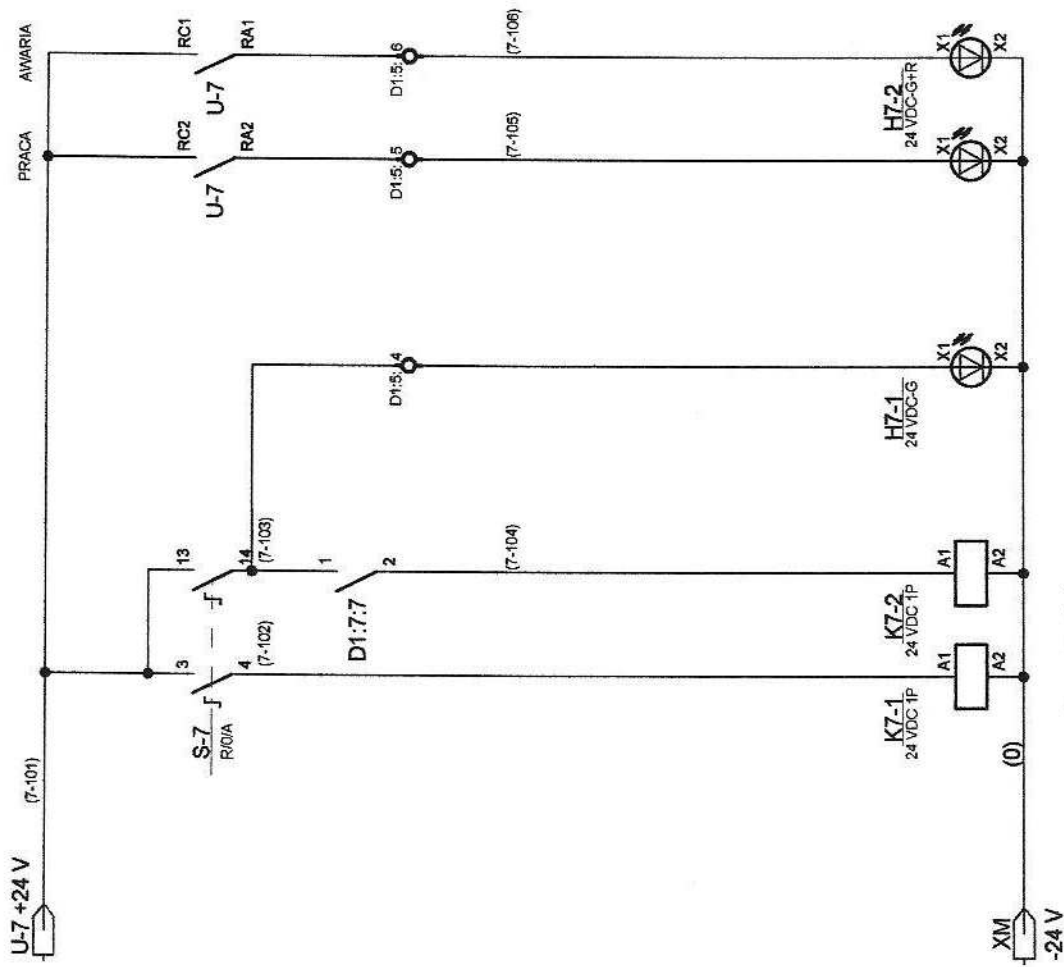 U-7 +24 V
(7-101)
PRACA
AWARIA
3
13
RC2
RC1
S-7
R/0/A
U-7
U-7
4
14
RA2
RA1
(7-102)
(7-103)
1
D1:7:7
2
D1:5: 4
D1:5: 5
D1:5: 6
(7-104)
(7-105)
(7-106)
K7-1
24 VDC 1P
K7-2
24 VDC 1P
H7-1
24 VDC-G
H7-2
24 VDC-G+R
A1
A1
X1
X1
X1
A2
A2
X2
X2
X2
XM
-24 V
(0)